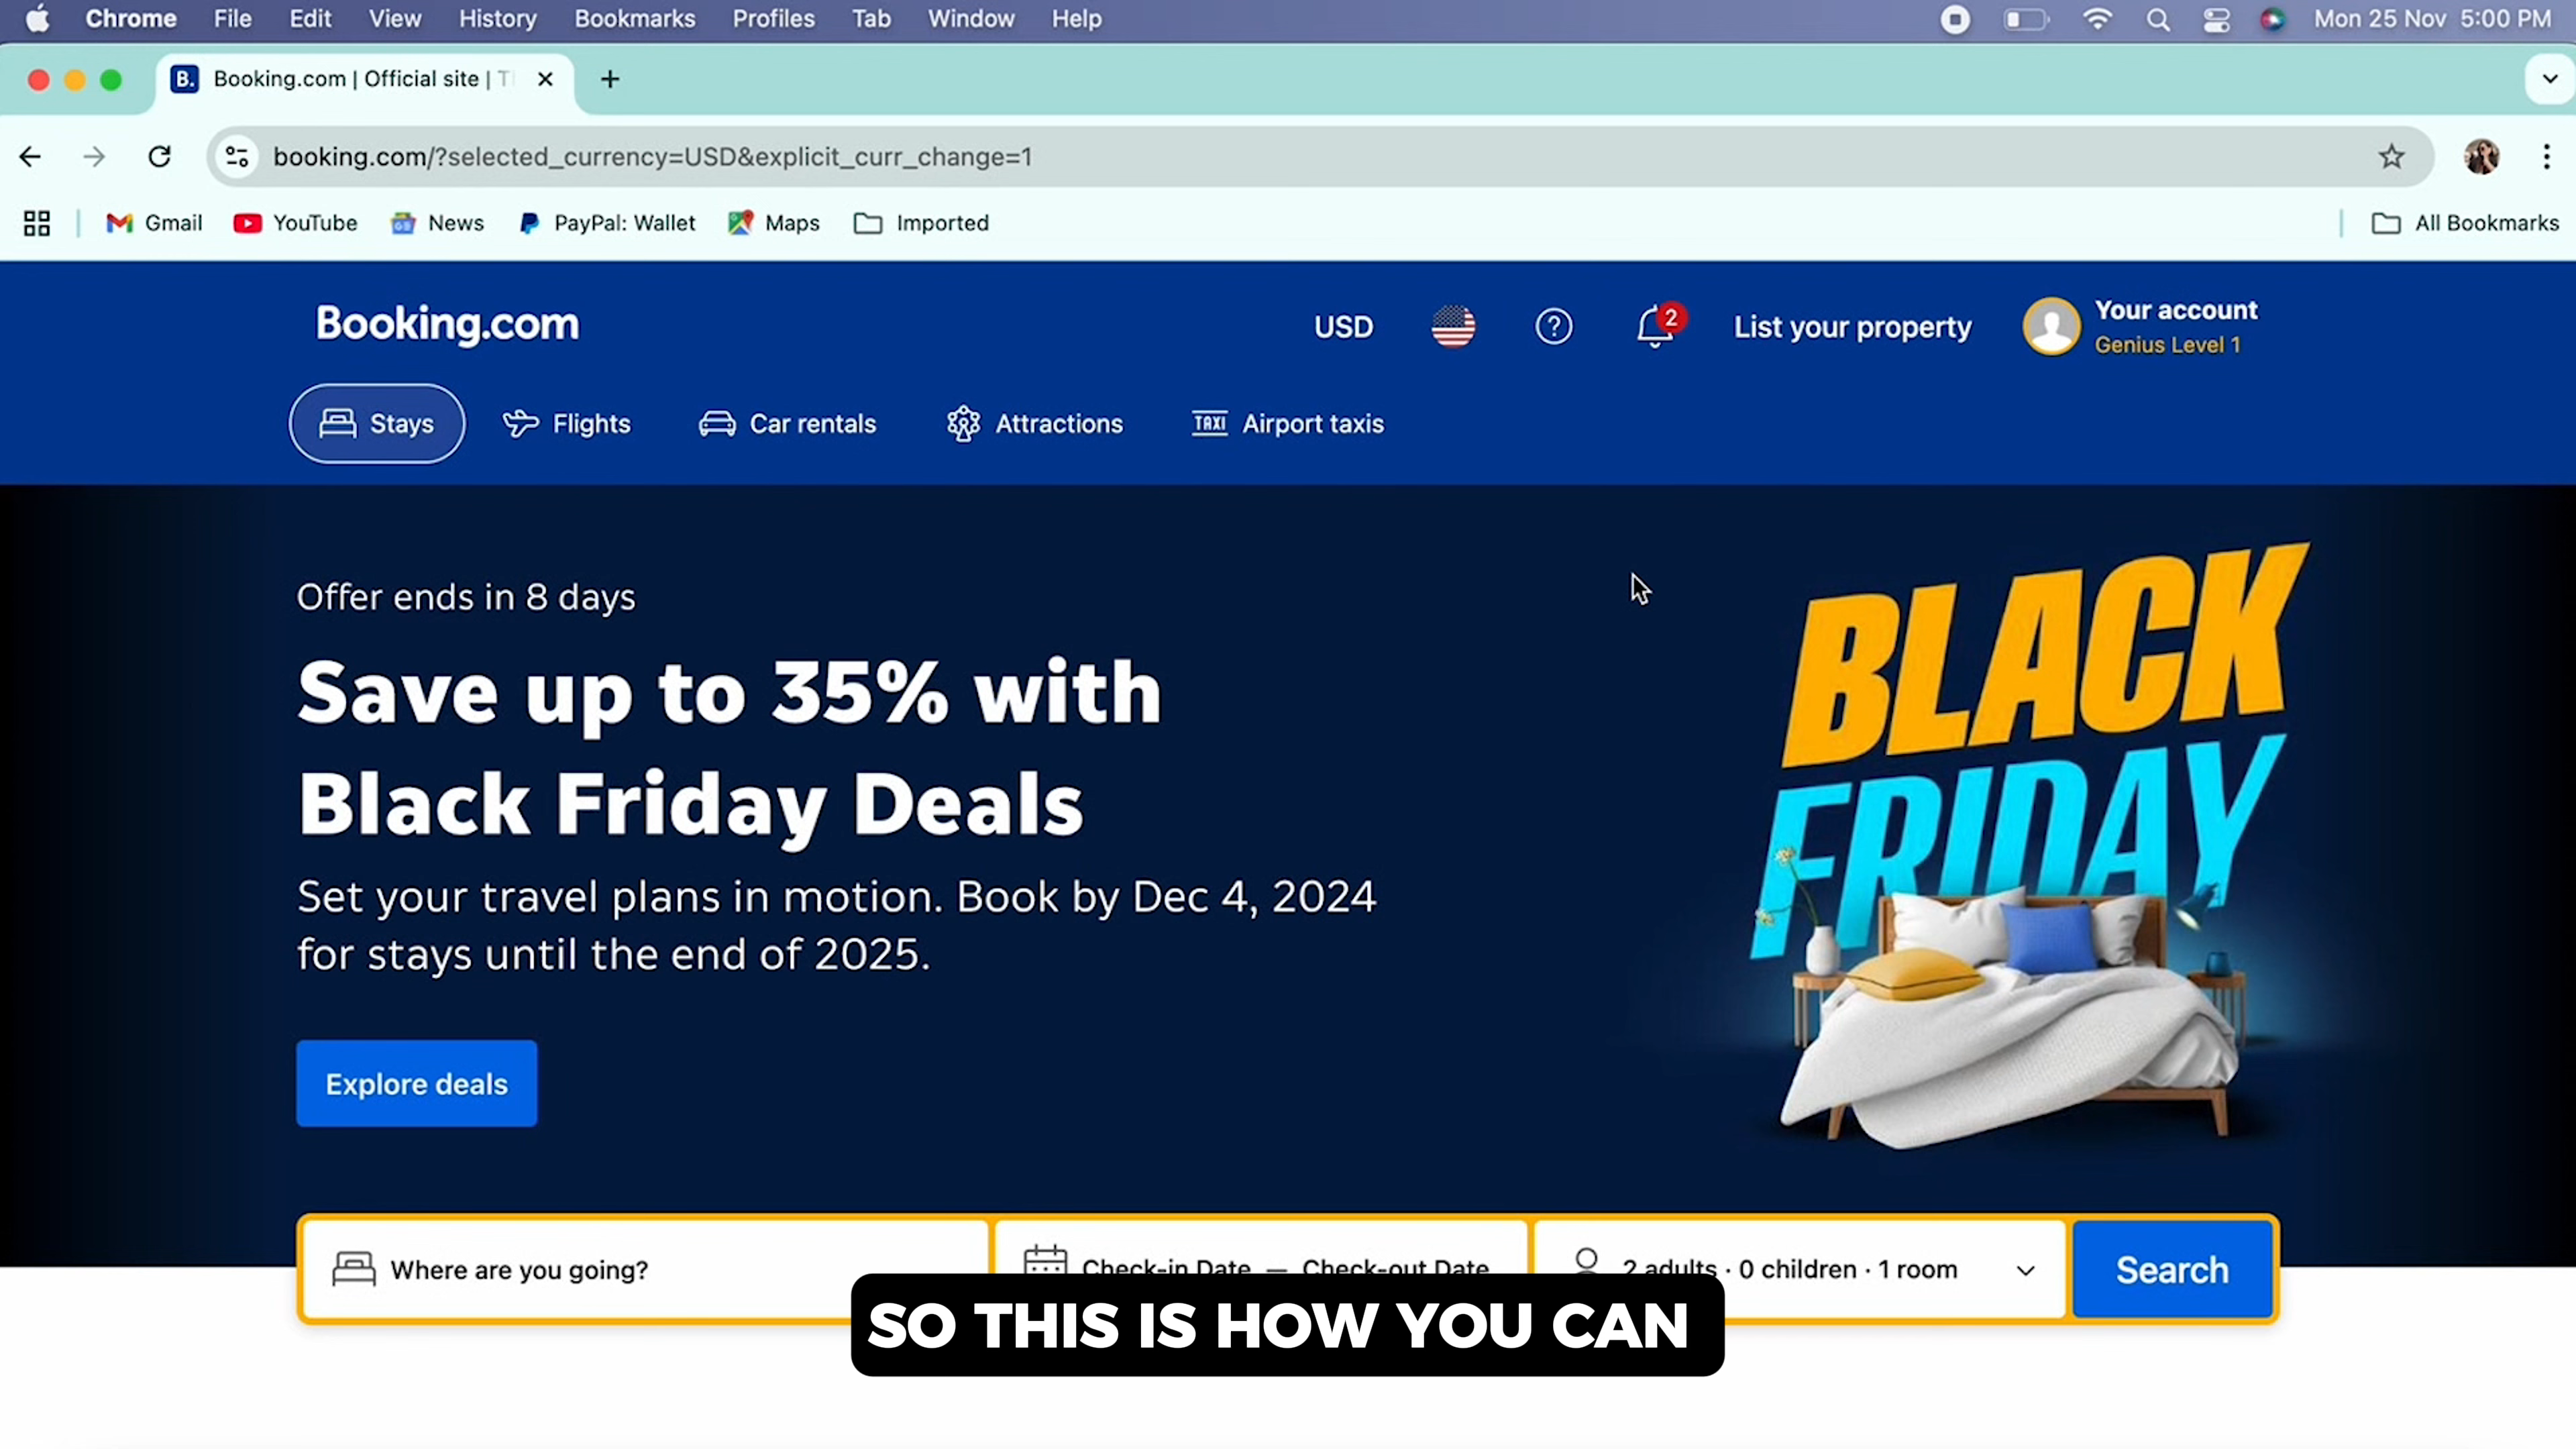 Chrome File Edit View History Bookmarks Profiles Tab Window Help Mon 25 Nov 5:00 PM
B. Booking.com | Official site | T
booking.com/?selected_currency=USD&explicit_curr_change=1
Gmail YouTube News PayPal: Wallet Maps Imported All Bookmarks
Booking.com USD 2 List your property Your account
Genius Level 1
Stays Flights Car rentals Attractions TAXI Airport taxis
Offer ends in 8 days
Save up to 35% with
Black Friday Deals
Set your travel plans in motion. Book by Dec 4, 2024
for stays until the end of 2025.
Explore deals
BLACK
FRIDAY
Where are you going? Check-in Date — Check-out Date 2 adults · 0 children · 1 room Search
SO THIS IS HOW YOU CAN